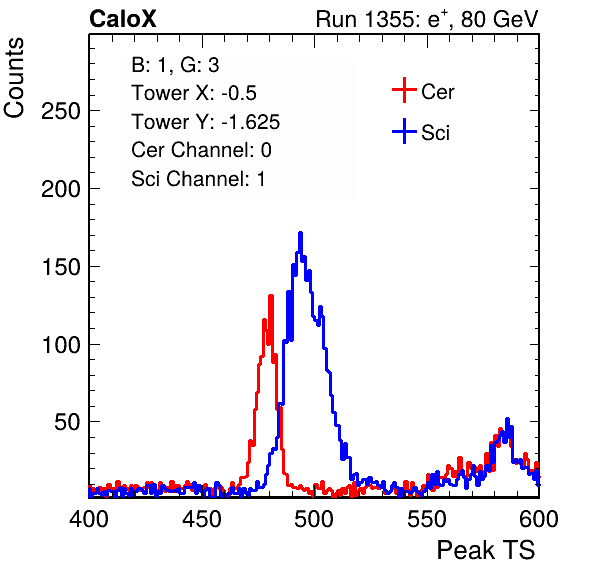 CaloX Run 1355: e⁺, 80 GeV
Counts
B: 1, G: 3
Tower X: -0.5
Tower Y: -1.625
Cer Channel: 0
Sci Channel: 1
Cer
Sci
250
200
150
100
50
400 450 500 550 600
Peak TS